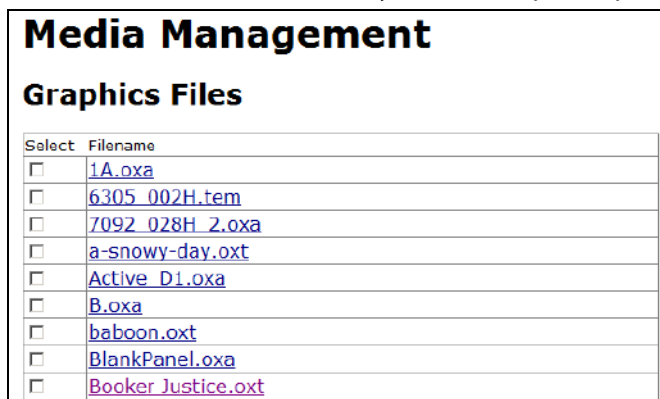 Media Management
Graphics Files
Select Filename
1A.oxa
6305_002H.tem
7092_028H_2.oxa
a-snowy-day.oxt
Active_D1.oxa
B.oxa
baboon.oxt
BlankPanel.oxa
Booker Justice.oxt